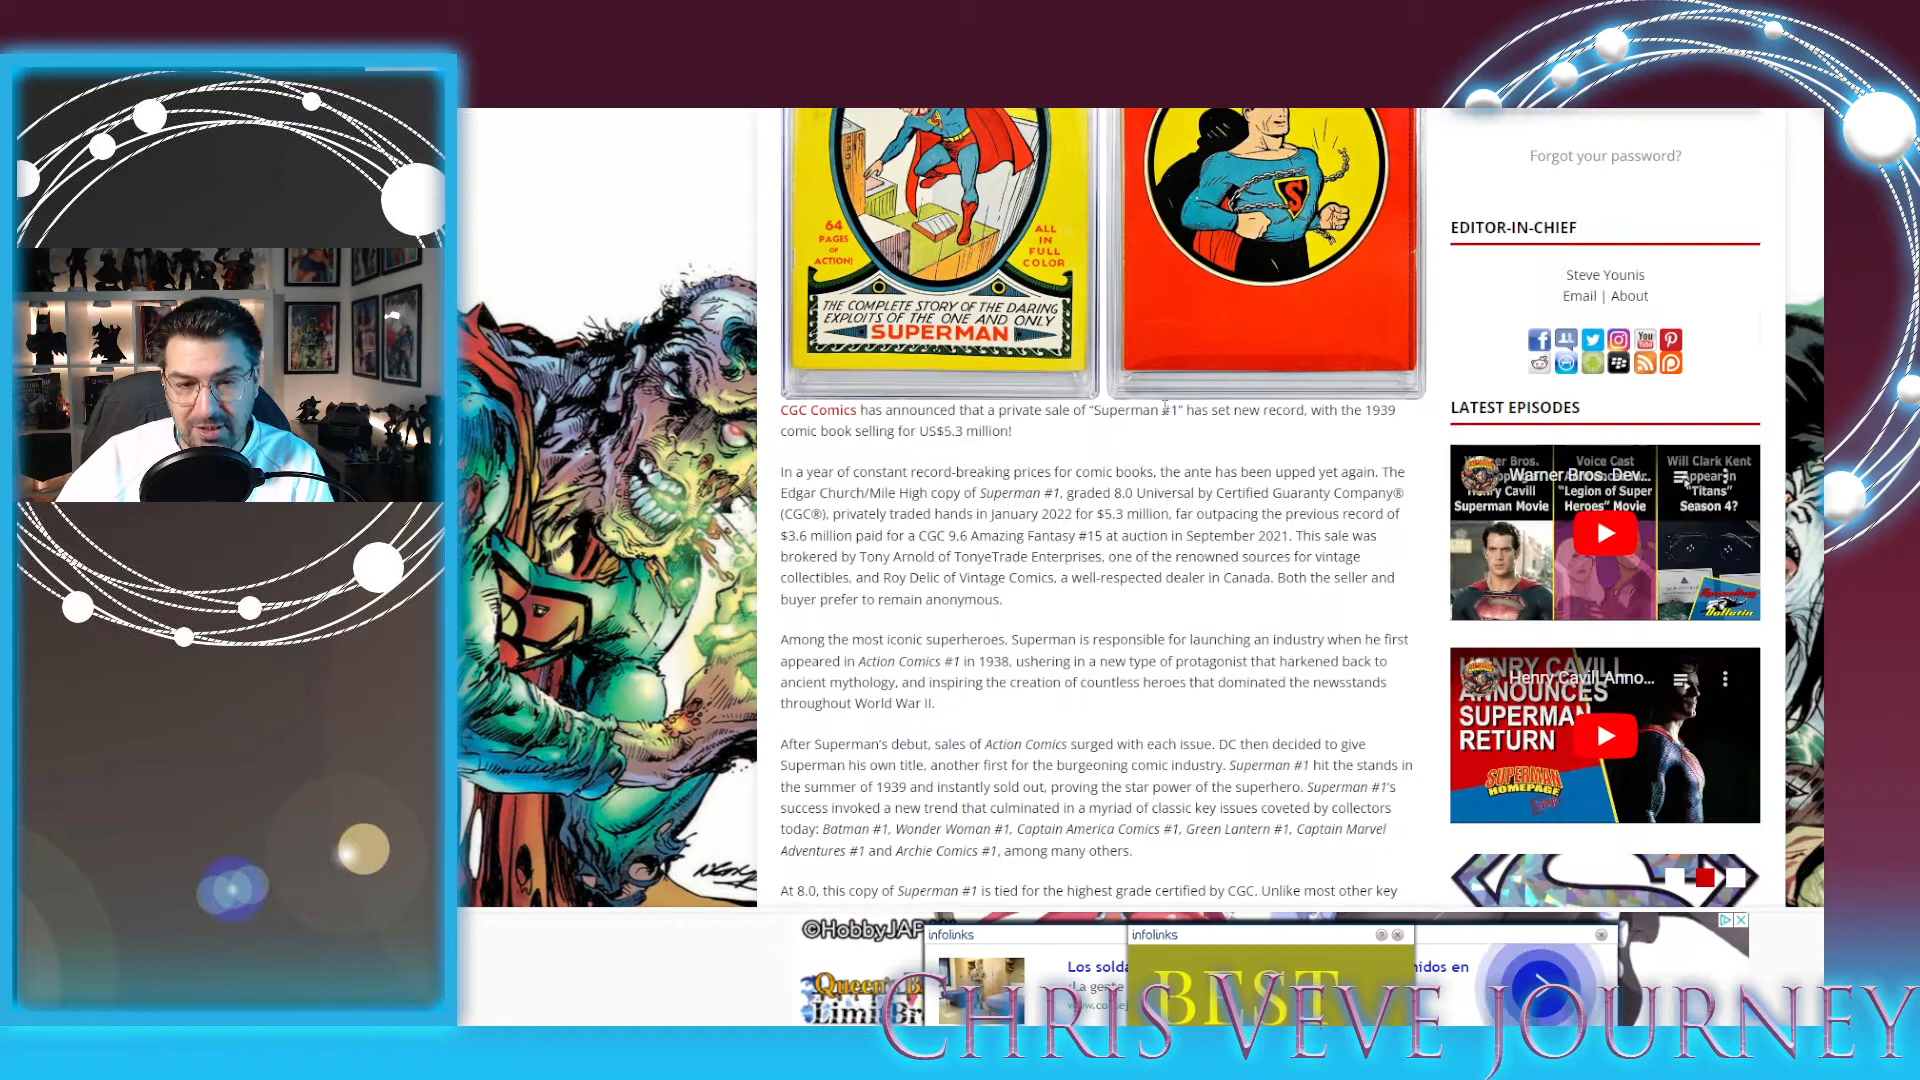 64
PAGES
OF
ACTION!
ALL
IN
FULL
COLOR
THE COMPLETE STORY OF THE DARING
EXPLOITS OF THE ONE AND ONLY
SUPERMAN
S
CGC Comics has announced that a private sale of “Superman #1” has set new record, with the 1939
comic book selling for US$5.3 million!
In a year of constant record-breaking prices for comic books, the ante has been upped yet again. The
Edgar Church/Mile High copy of Superman #1, graded 8.0 Universal by Certified Guaranty Company®
(CGC®), privately traded hands in January 2022 for $5.3 million, far outpacing the previous record of
$3.6 million paid for a CGC 9.6 Amazing Fantasy #15 at auction in September 2021. This sale was
brokered by Tony Arnold of TonyeTrade Enterprises, one of the renowned sources for vintage
collectibles, and Roy Delic of Vintage Comics, a well-respected dealer in Canada. Both the seller and
buyer prefer to remain anonymous.
Among the most iconic superheroes, Superman is responsible for launching an industry when he first
appeared in Action Comics #1 in 1938, ushering in a new type of protagonist that harkened back to
ancient mythology, and inspiring the creation of countless heroes that dominated the newsstands
throughout World War II.
After Superman’s debut, sales of Action Comics surged with each issue. DC then decided to give
Superman his own title, another first for the burgeoning comic industry. Superman #1 hit the stands in
the summer of 1939 and instantly sold out, proving the star power of the superhero. Superman #1’s
success invoked a new trend that culminated in a myriad of classic key issues coveted by collectors
today: Batman #1, Wonder Woman #1, Captain America Comics #1, Green Lantern #1, Captain Marvel
Adventures #1 and Archie Comics #1, among many others.
At 8.0, this copy of Superman #1 is tied for the highest grade certified by CGC. Unlike most other key
Forgot your password?
EDITOR-IN-CHIEF
Steve Younis
Email | About
You
LATEST EPISODES
Warner Bros. Dev...
Henry Cavill
Superman Movie
Voice Cast
"Legion of Super
Heroes" Movie
Will Clark Kent
Appear in
"Titans"
Season 4?
Henry Cavill Anno...
HENRY CAVILL
ANNOUNCES
SUPERMAN
RETURN
SUPERMAN
HOMEPAGE
©HobbyJAP
Queen's B
Limit Br
infolinks
Los solda
¡La gente
infolinks
BEST
nidos en
CHRIS VEVE JOURNEY